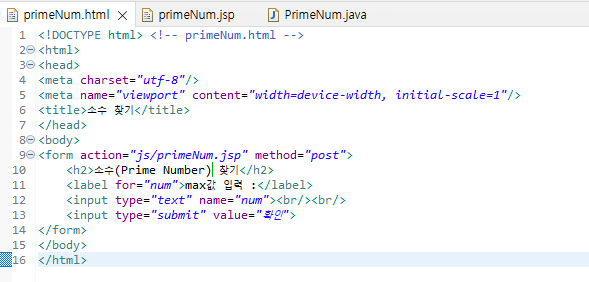 primeNum.html primeNum.jsp PrimeNum.java
1 <!DOCTYPE html> <!-- primeNum.html -->
2 <html>
3 <head>
4 <meta charset="utf-8"/>
5 <meta name="viewport" content="width=device-width, initial-scale=1"/>
6 <title>소수 찾기</title>
7 </head>
8 <body>
9 <form action="js/primeNum.jsp" method="post">
10 <h2>소수(Prime Number) 찾기</h2>
11 <label for="num">max값 입력 :</label>
12 <input type="text" name="num"><br/><br/>
13 <input type="submit" value="확인">
14 </form>
15 </body>
16 </html>